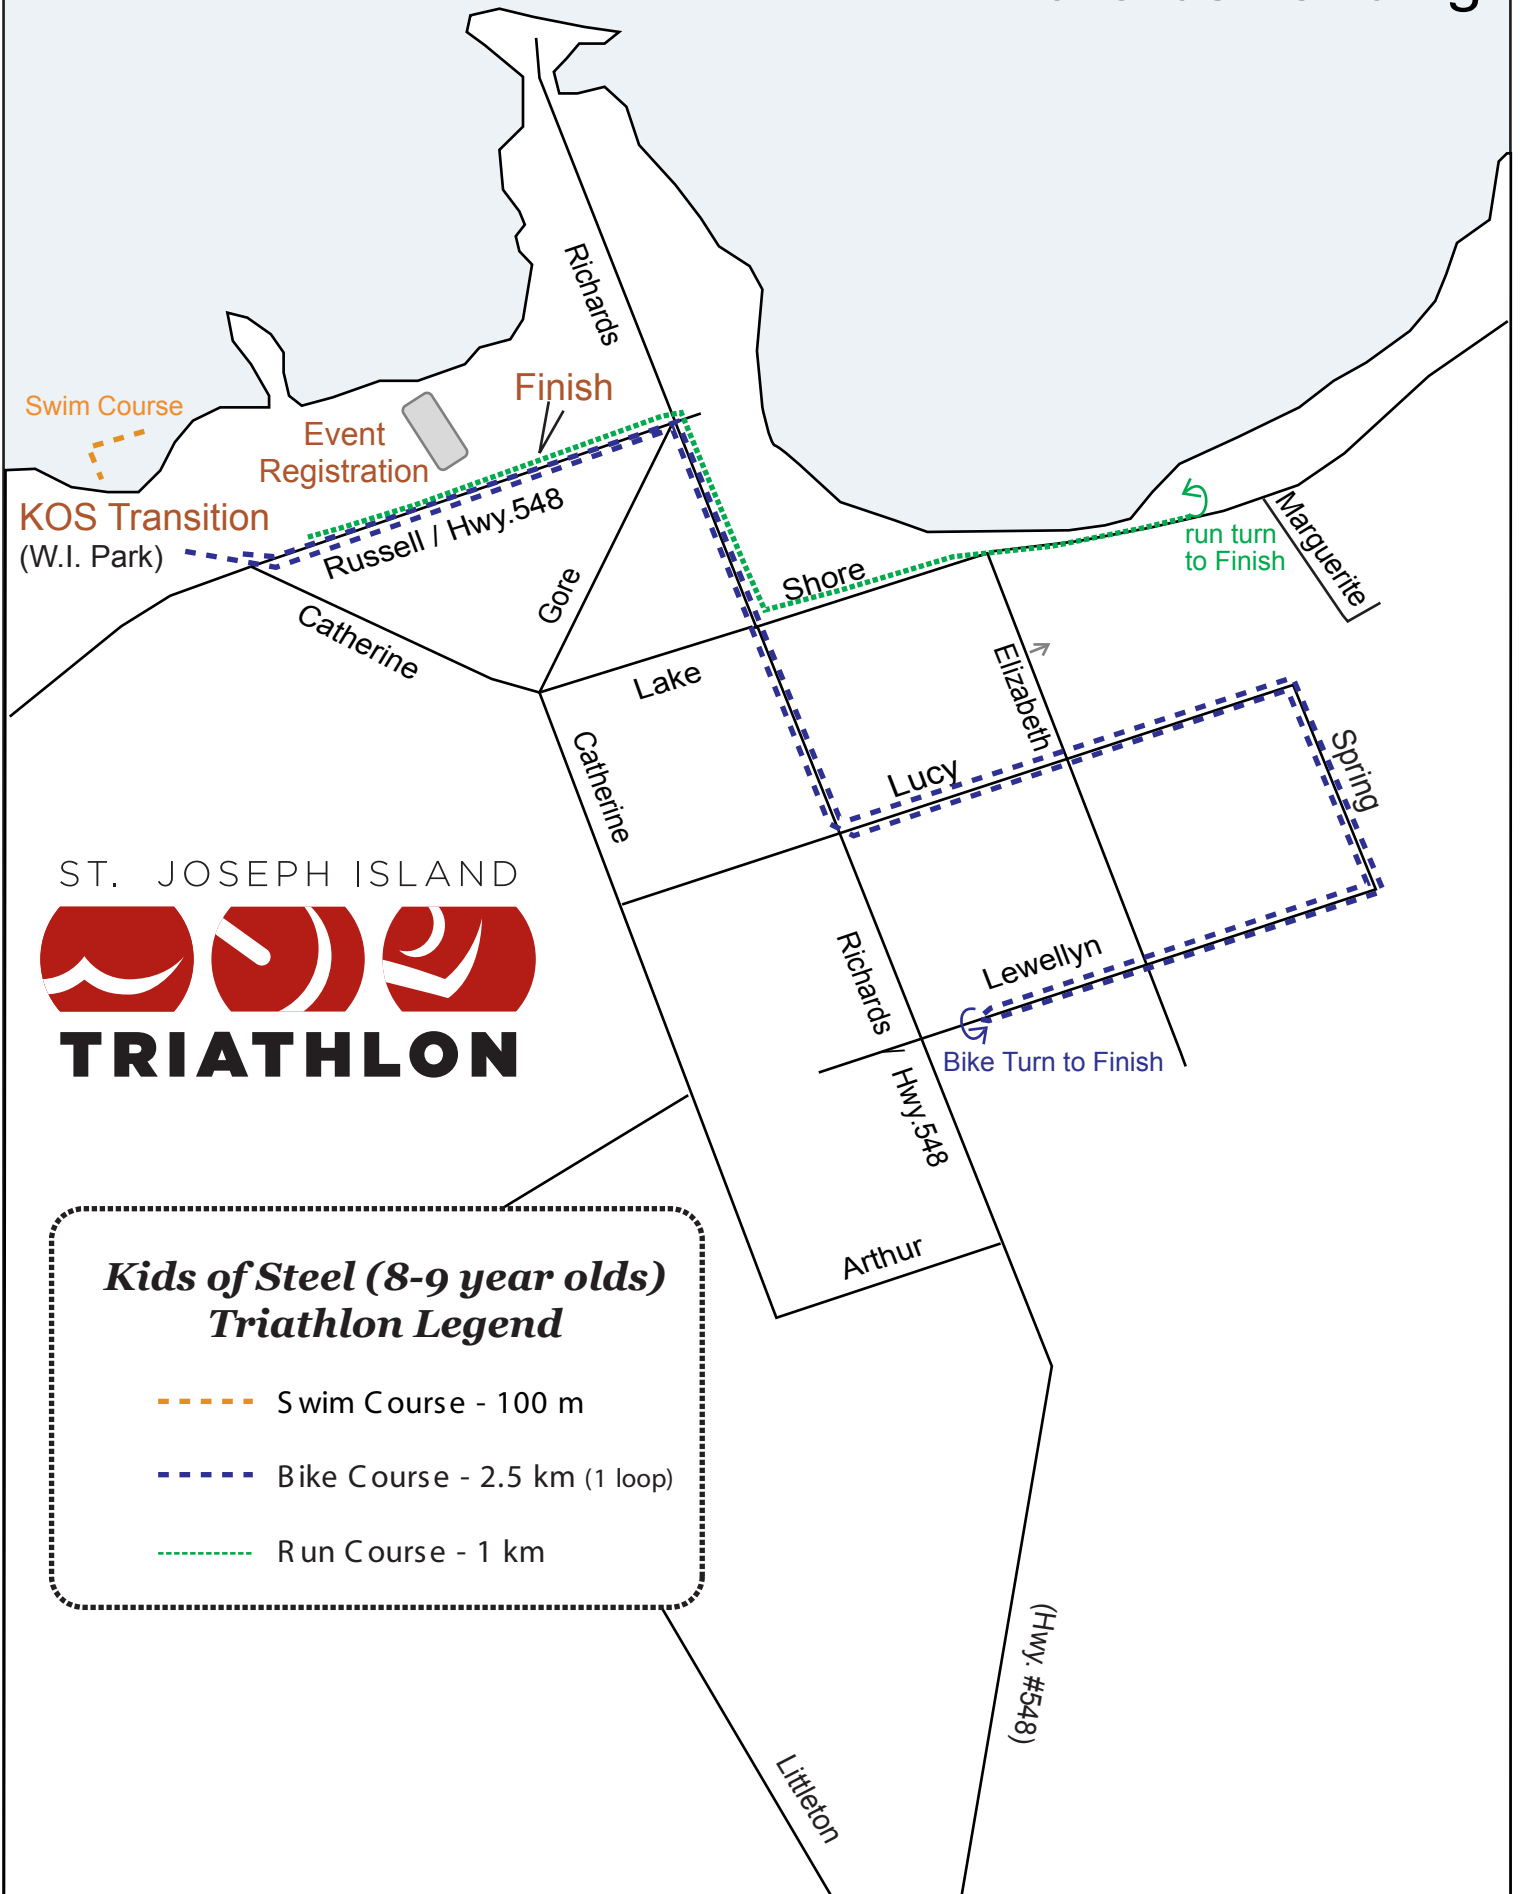 Richards
Finish
Swim Course
Event
Registration
KOS Transition
(W.I. Park)
Russell / Hwy.548
Gore
Catherine
Shore
Lake
run turn
to Finish
Marguerite
Elizabeth
Catherine
Lucy
Spring
Richards / Hwy.548
Lewellyn
Bike Turn to Finish
ST. JOSEPH ISLAND
TRIATHLON
Arthur
Kids of Steel (8-9 year olds)
Triathlon Legend
Swim Course - 100 m
Bike Course - 2.5 km (1 loop)
Run Course - 1 km
(Hwy. #548)
Littleton